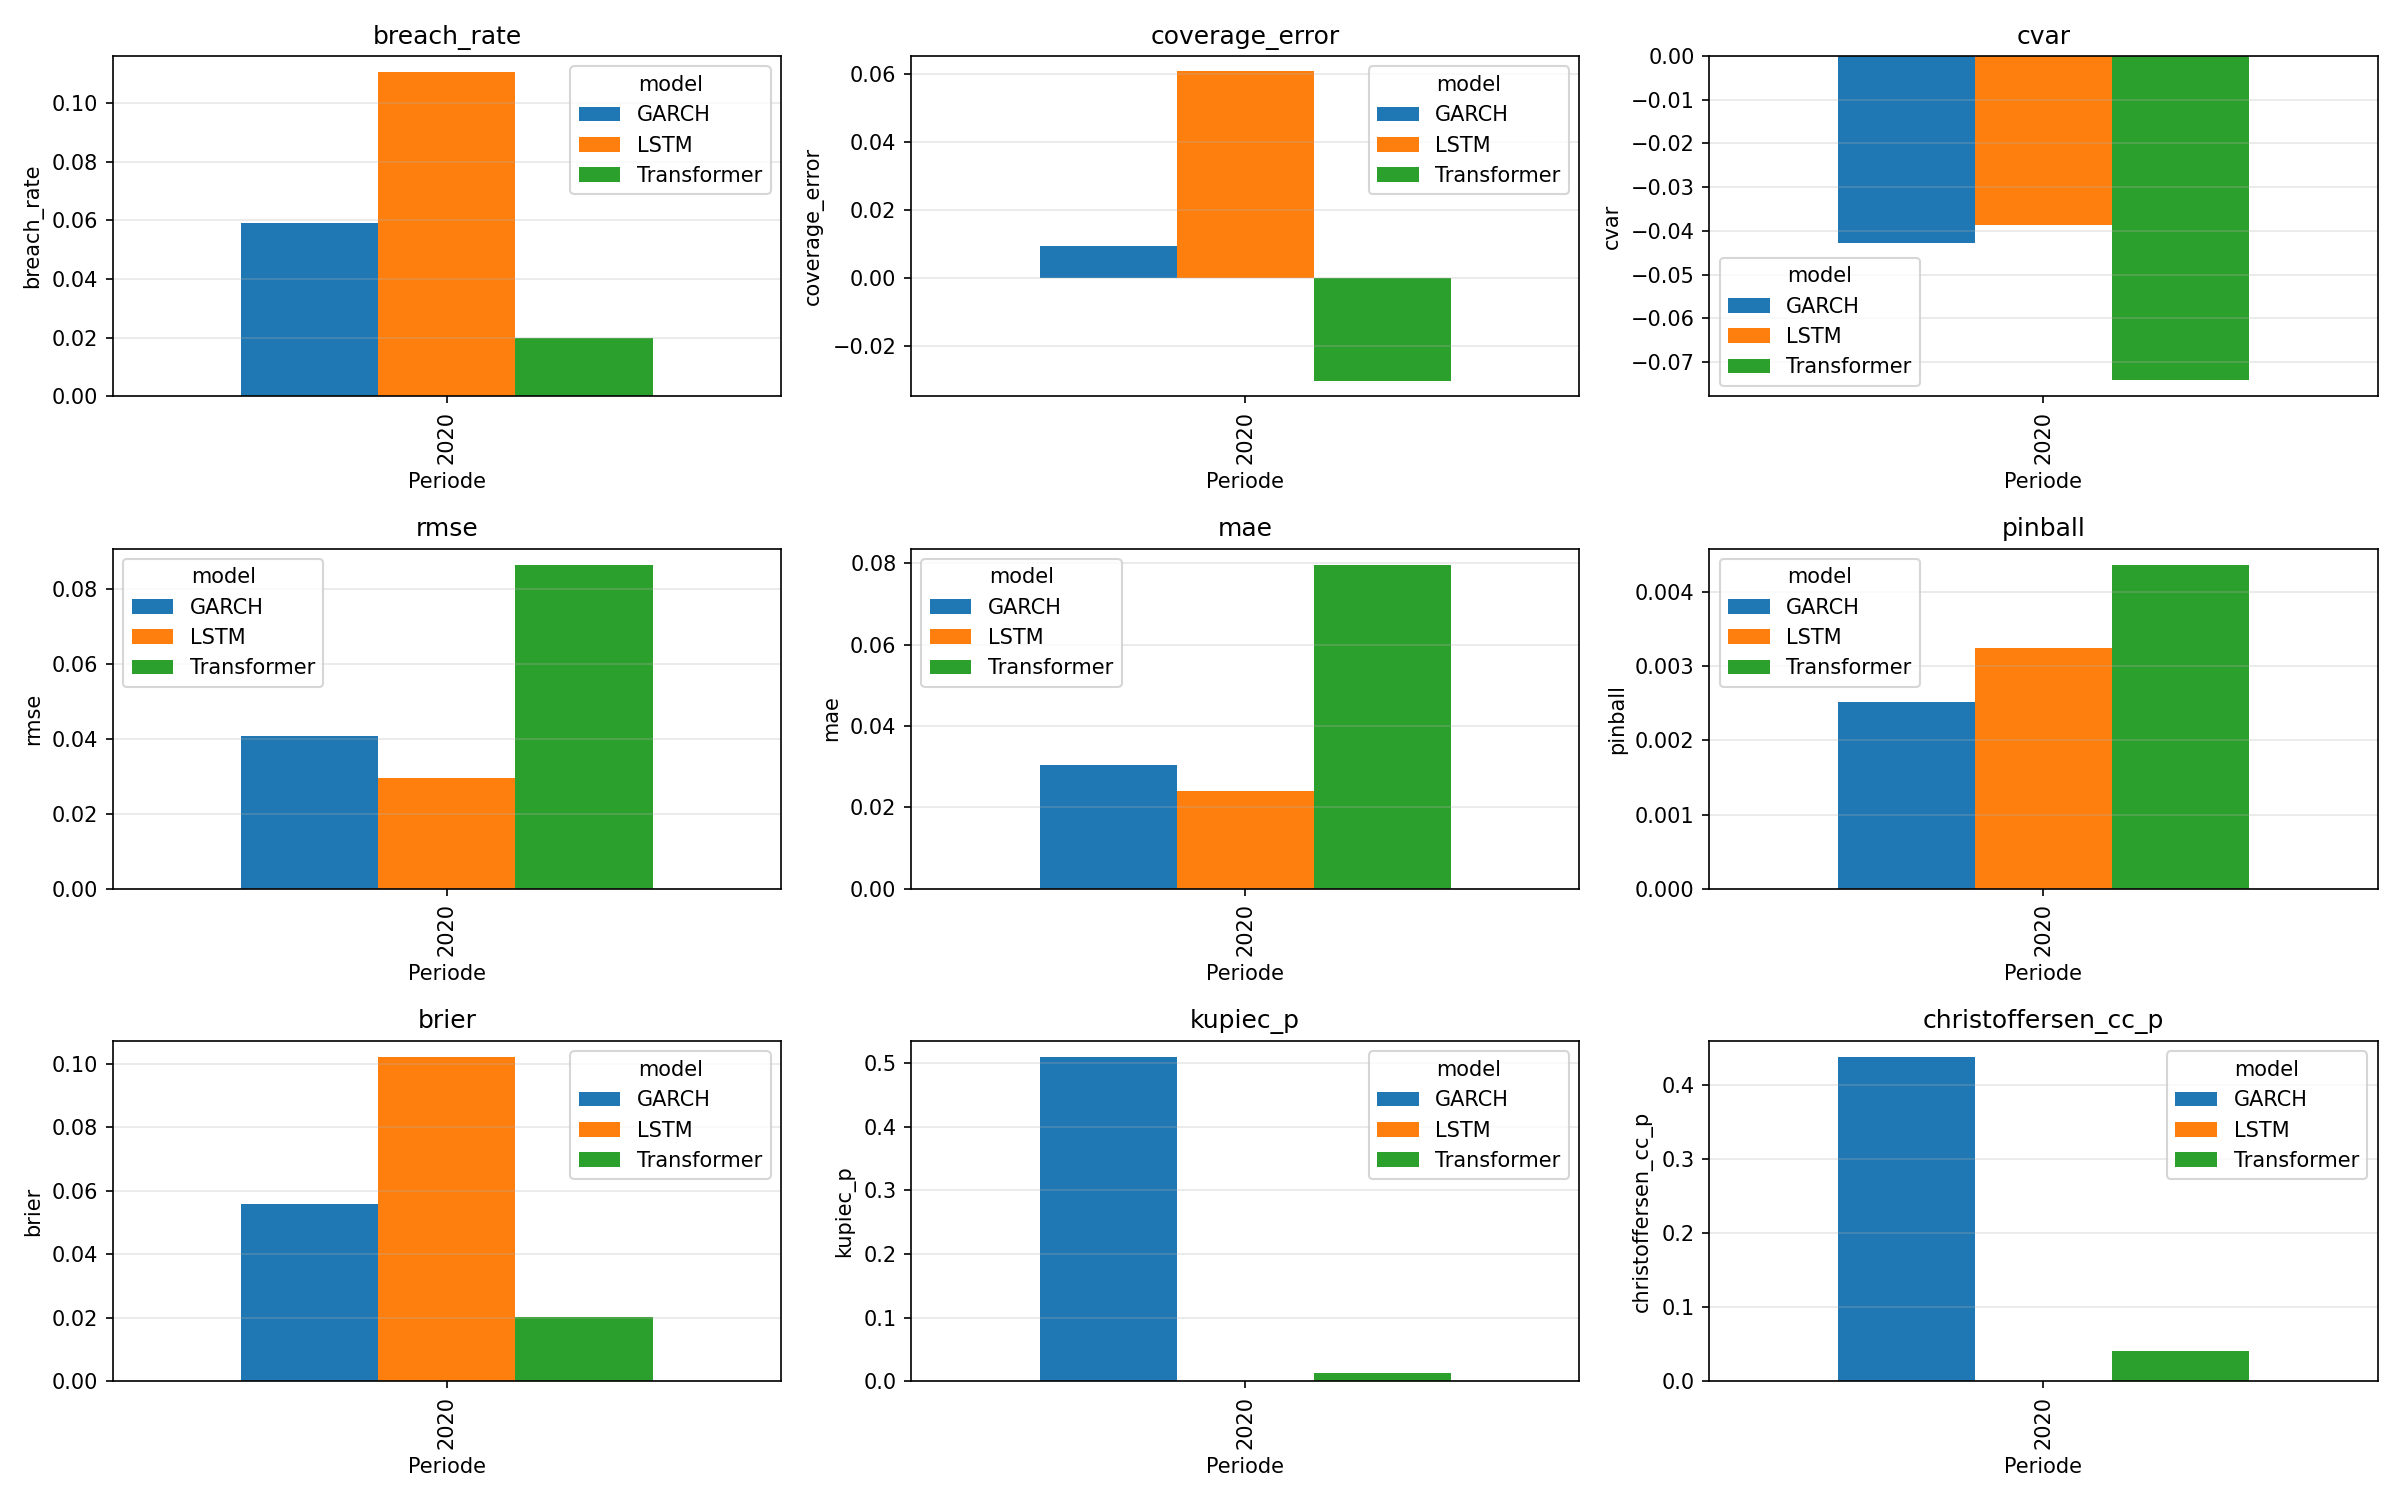 breach_rate
breach_rate
0.10
0.08
0.06
0.04
0.02
0.00
model
GARCH
LSTM
Transformer
2020
Periode
coverage_error
coverage_error
0.06
0.04
0.02
0.00
−0.02
model
GARCH
LSTM
Transformer
2020
Periode
cvar
cvar
0.00
−0.01
−0.02
−0.03
−0.04
−0.05
−0.06
−0.07
model
GARCH
LSTM
Transformer
2020
Periode
rmse
rmse
0.08
0.06
0.04
0.02
0.00
model
GARCH
LSTM
Transformer
2020
Periode
mae
mae
0.08
0.06
0.04
0.02
0.00
model
GARCH
LSTM
Transformer
2020
Periode
pinball
pinball
0.004
0.003
0.002
0.001
0.000
model
GARCH
LSTM
Transformer
2020
Periode
brier
brier
0.10
0.08
0.06
0.04
0.02
0.00
model
GARCH
LSTM
Transformer
2020
Periode
kupiec_p
kupiec_p
0.5
0.4
0.3
0.2
0.1
0.0
model
GARCH
LSTM
Transformer
2020
Periode
christoffersen_cc_p
christoffersen_cc_p
0.4
0.3
0.2
0.1
0.0
model
GARCH
LSTM
Transformer
2020
Periode